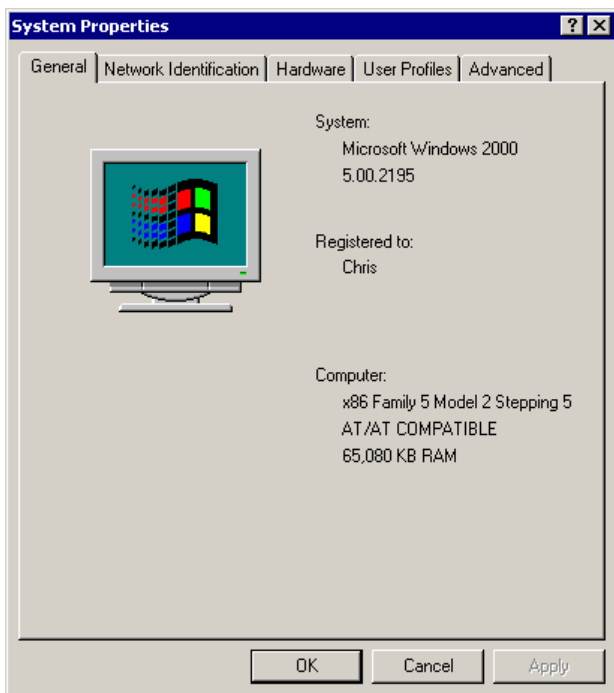 System Properties
General
Network Identification
Hardware
User Profiles
Advanced
System:
Microsoft Windows 2000
5.00.2195
Registered to:
Chris
Computer:
x86 Family 5 Model 2 Stepping 5
AT/AT COMPATIBLE
65,080 KB RAM
OK
Cancel
Apply